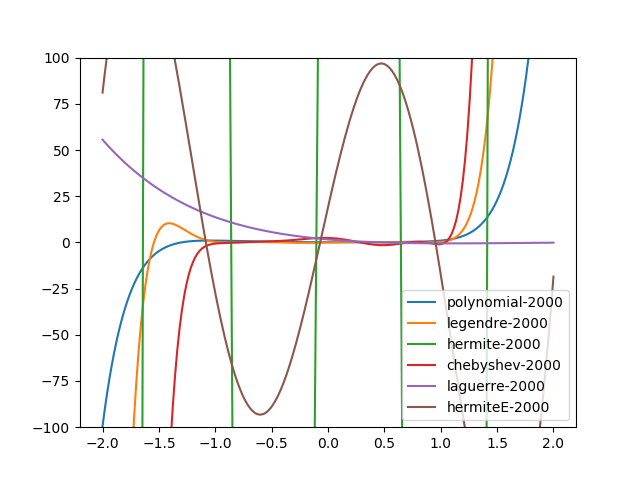 100
75
50
25
0
−25
−50
−75
−100
−2.0 −1.5 −1.0 −0.5 0.0 0.5 1.0 1.5 2.0
polynomial-2000
legendre-2000
hermite-2000
chebyshev-2000
laguerre-2000
hermiteE-2000